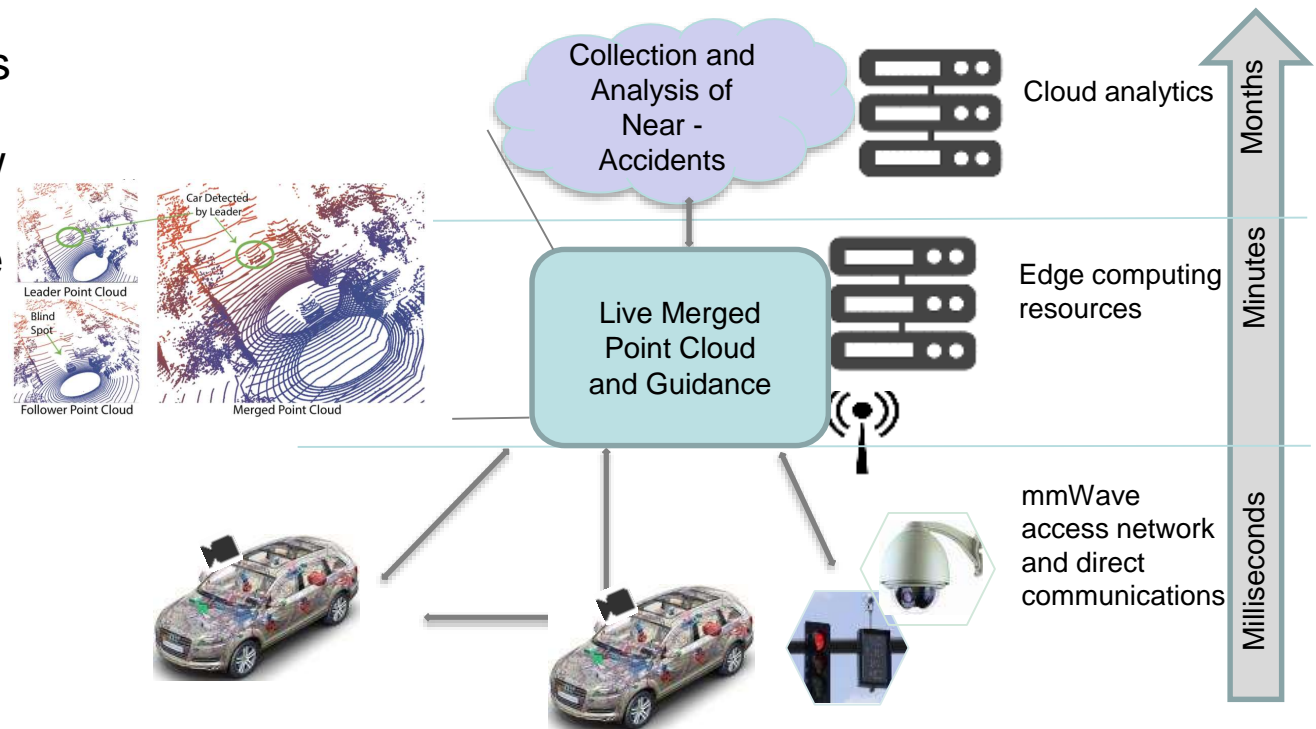 s
e
Collection and
Analysis of
Near -
Accidents
Cloud analytics
Months
Car Detected
by Leader
Leader Point Cloud
Blind
Spot
Follower Point Cloud
Merged Point Cloud
Live Merged
Point Cloud
and Guidance
Edge computing
resources
Minutes
mmWave
access network
and direct
communications
Milliseconds